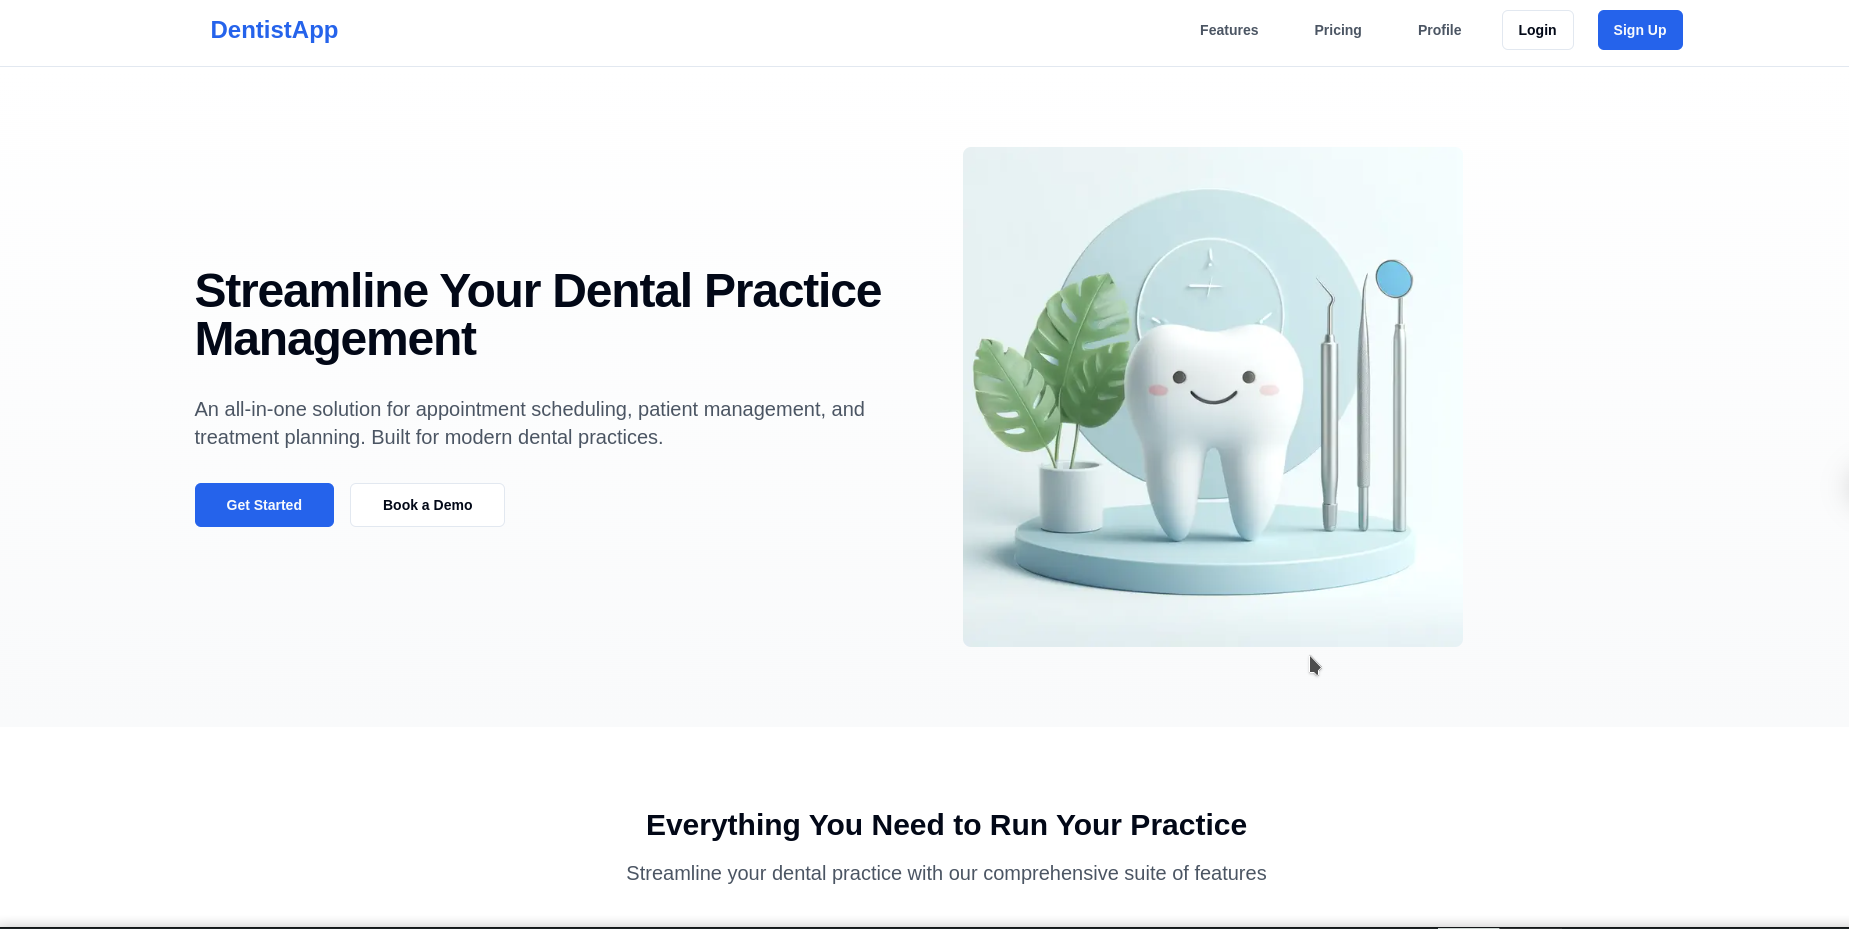 DentistApp
Features
Pricing
Profile
Login
Sign Up
Streamline Your Dental Practice
Management
An all-in-one solution for appointment scheduling, patient management, and
treatment planning. Built for modern dental practices.
Get Started
Book a Demo
Everything You Need to Run Your Practice
Streamline your dental practice with our comprehensive suite of features